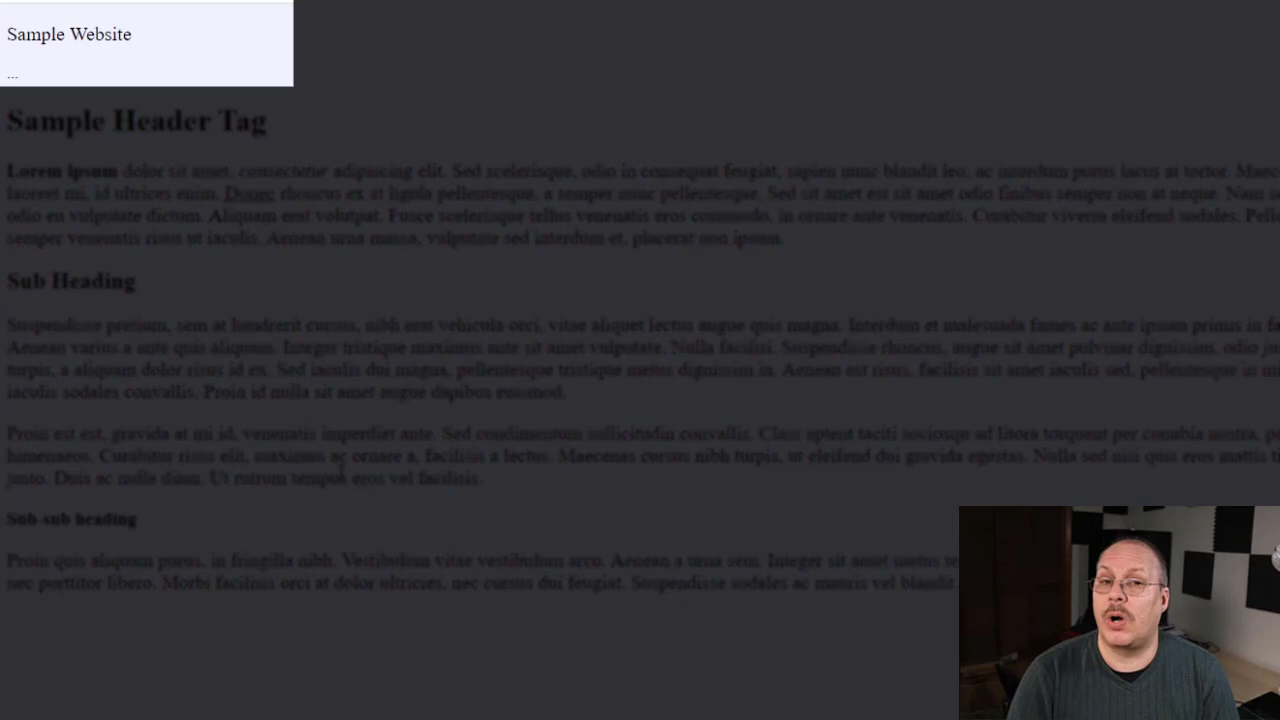 Sample Website
...
Sample Header Tag
Lorem ipsum dolor sit amet, consectetur adipiscing elit. Sed scelerisque, odio in consequat feugiat, sapien nunc blandit leo, ac interdum purus lacus at tortor. Maec
laoreet mi, id ultrices enim. Donec rhoncus ex at ligula pellentesque, a semper nunc pellentesque. Sed sit amet est sit amet odio finibus semper non at neque. Nam
odio eu vulputate dictum. Aliquam erat volutpat. Fusce scelerisque tellus venenatis eros commodo, in ornare ante venenatis. Curabitur viverra eleifend sodales. Pell
semper venenatis risus ut iaculis. Aenean urna massa, vulputate sed interdum et, placerat non ipsum.
Sub Heading
Suspendisse pretium, sem at hendrerit cursus, nibh erat vehicula orci, vitae aliquet lectus augue quis magna. Interdum et malesuada fames ac ante ipsum primis in fa
Aenean varius a ante quis aliquam. Integer tristique maximus ante sit amet vulputate. Nulla facilisi. Suspendisse rhoncus, augue sit amet pulvinar dignissim, odio
turpis, a aliquam dolor risus id ex. Sed iaculis dui magna, pellentesque tristique metus dignissim in. Aenean est risus, facilisis sit amet iaculis sed, pellentesque in
iaculis sodales convallis. Proin id nulla sit amet augue dapibus euismod.
Proin est est, gravida at mi id, venenatis imperdiet ante. Sed condimentum sollicitudin convallis. Class aptent taciti sociosqu ad litora torquent per conubia nostra,
himenaeos. Curabitur risus elit, maximus ac ornare a, facilisis a lectus. Maecenas cursus nibh turpis, ut eleifend dui gravida egestas. Nulla sed nisi quis eros mattis
justo. Duis ac nulla diam. Ut rutrum tempus eros vel facilisis.
Sub-sub heading
Proin quis aliquam purus, in fringilla nibh. Vestibulum vitae vestibulum arcu. Aenean a urna sem. Integer sit amet metus
nec porttitor libero. Morbi facilisis orci at dolor ultricies, nec cursus dui feugiat. Suspendisse sodales ac mauris vel blandit.